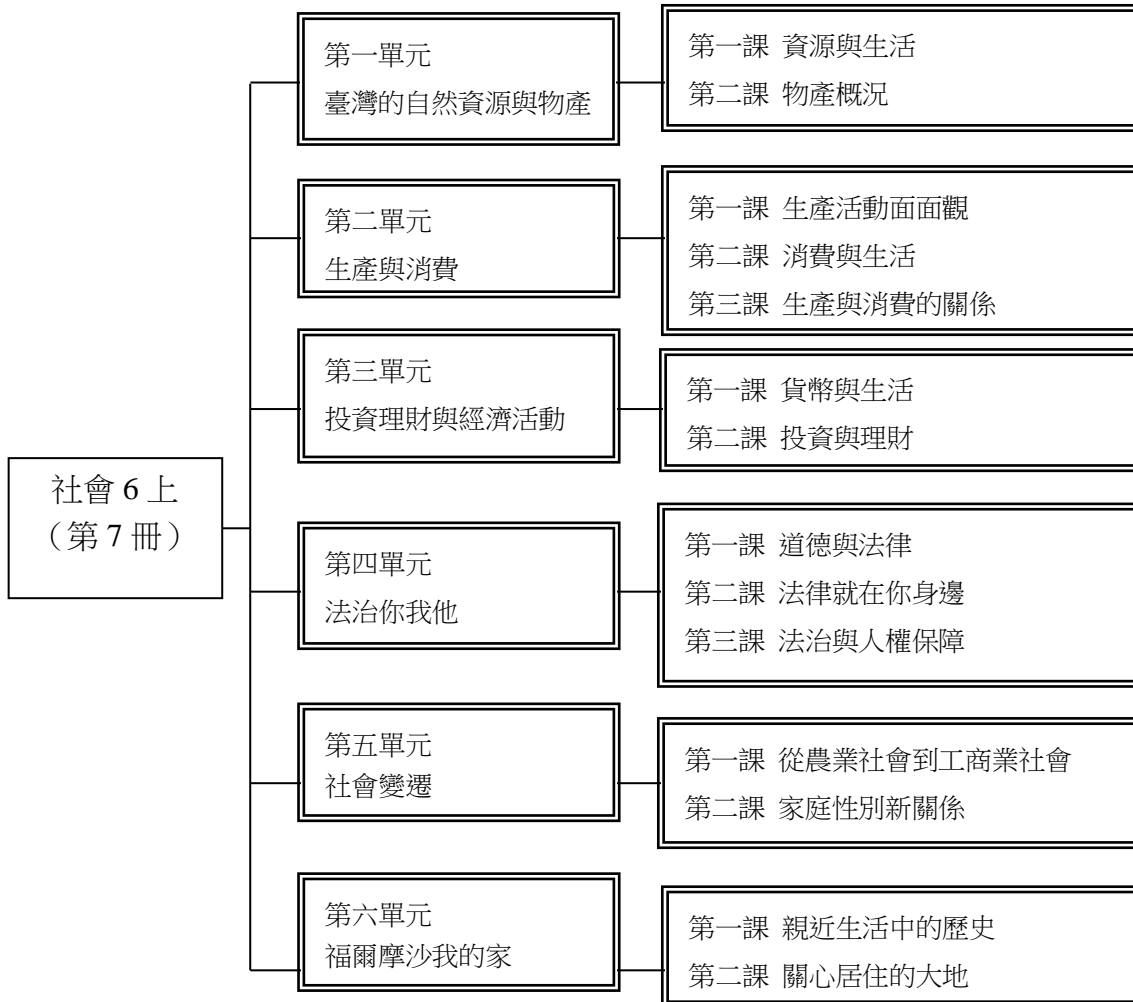 社會 6 上
（第 7 冊）
第一單元
臺灣的自然資源與物產
第一課 資源與生活
第二課 物產概況
第二單元
生產與消費
第一課 生產活動面面觀
第二課 消費與生活
第三課 生產與消費的關係
第三單元
投資理財與經濟活動
第一課 貨幣與生活
第二課 投資與理財
第四單元
法治你我他
第一課 道德與法律
第二課 法律就在你身邊
第三課 法治與人權保障
第五單元
社會變遷
第一課 從農業社會到工商業社會
第二課 家庭性別新關係
第六單元
福爾摩沙我的家
第一課 親近生活中的歷史
第二課 關心居住的大地